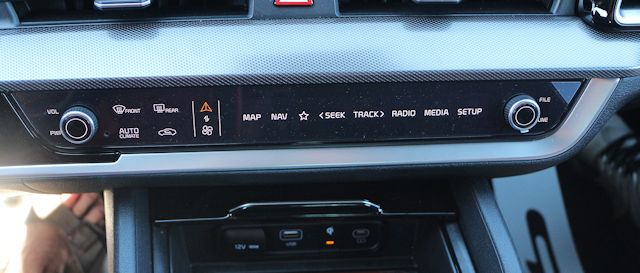 VOL
PWR
FRONT
REAR
AUTO
CLIMATE
MAP NAV < SEEK TRACK > RADIO MEDIA SETUP
FILE
TUNE
12V
USB